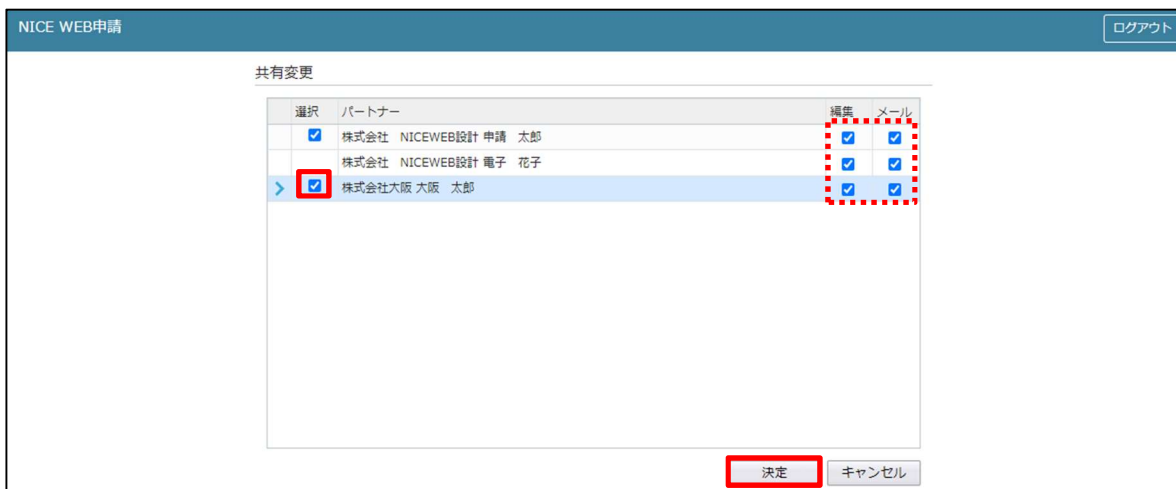 NICE WEB申請 ログアウト
共有変更
選択 パートナー 編集 メール
株式会社　NICEWEB設計 申請　太郎
株式会社　NICEWEB設計 電子　花子
株式会社大阪 大阪　太郎
決定 キャンセル